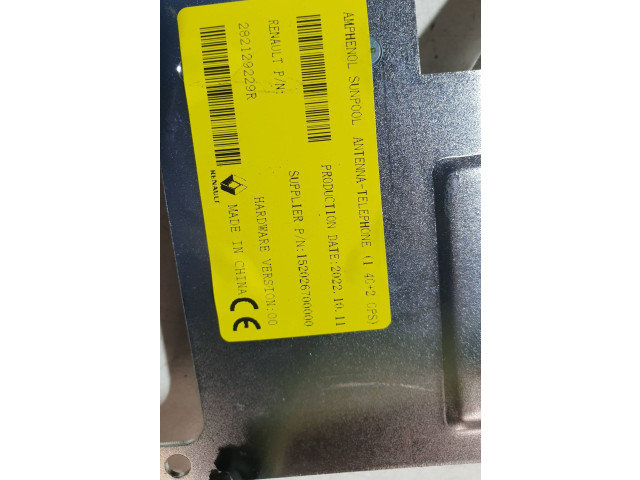 AMPHENOL SUNPOOL ANTENNA-TELEPHONE (1 4G+2 GPS)
PRODUCTION DATE:2022.10.11
SUPPLIER P/N:152026700000
RENAULT P/N:
282129229R
HARDWARE VERSION:00
RENAULT
MADE IN CHINA
CE